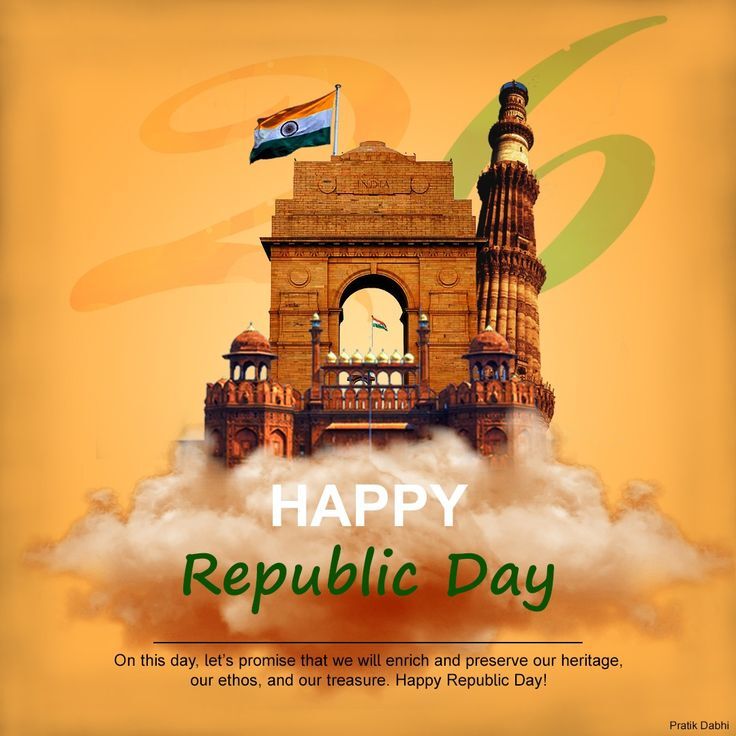 26
INDIA
HAPPY
Republic Day
On this day, let's promise that we will enrich and preserve our heritage,
our ethos, and our treasure. Happy Republic Day!
Pratik Dabhi